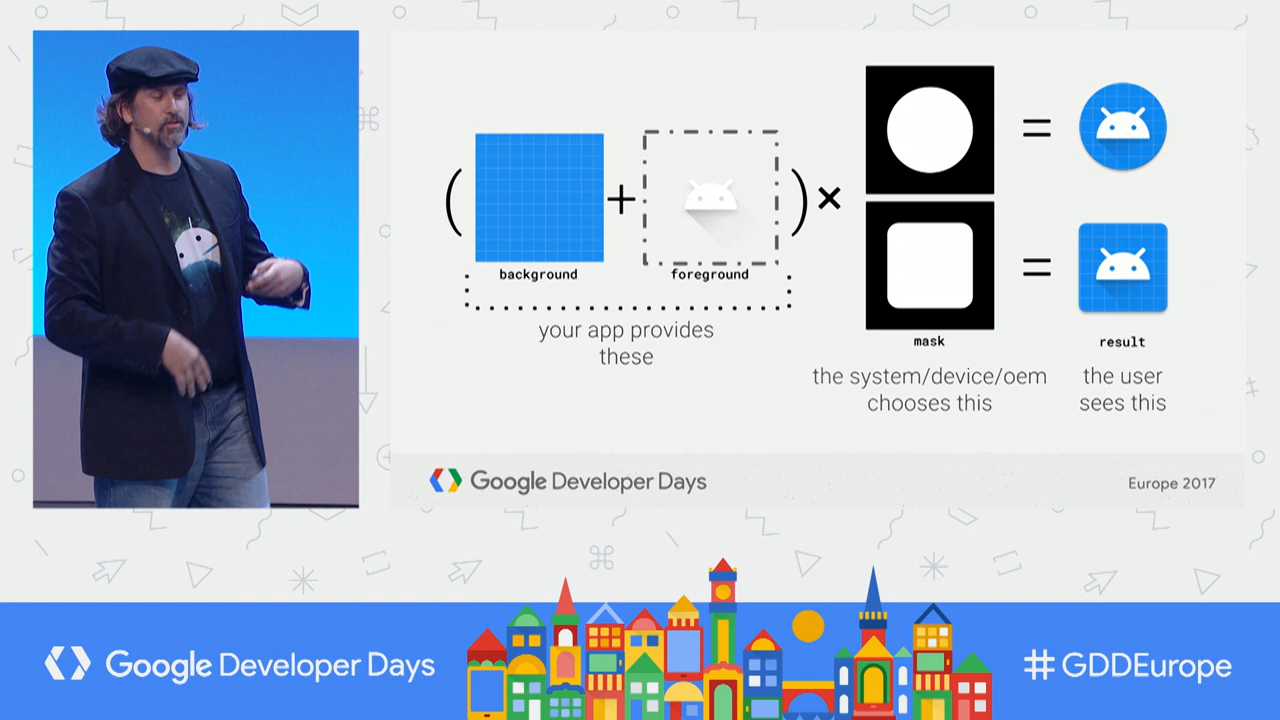 ( + ) × =
=
background
foreground
your app provides
these
mask
result
the system/device/oem
chooses this
the user
sees this
Google Developer Days
Europe 2017
Google Developer Days
#GDDEurope